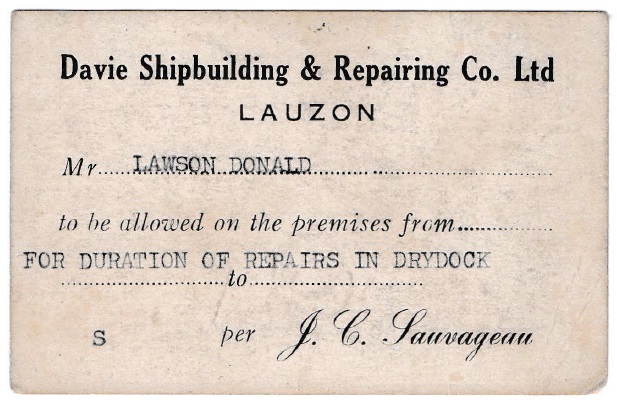 Davie Shipbuilding & Repairing Co. Ltd
LAUZON
Mr. LAWSON DONALD
to be allowed on the premises from
FOR DURATION OF REPAIRS IN DRYDOCK
to
S per J. C. Sauvageau